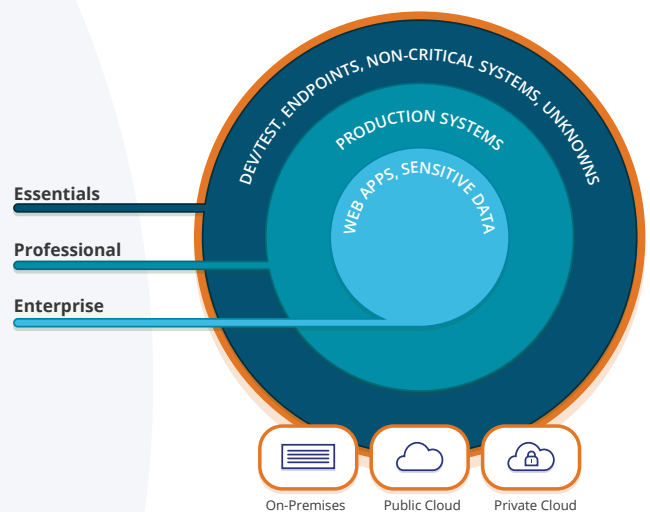 DEV/TEST, ENDPOINTS, NON-CRITICAL SYSTEMS, UNKNOWNS
PRODUCTION SYSTEMS
WEB APPS, SENSITIVE DATA
Essentials
Professional
Enterprise
On-Premises
Public Cloud
Private Cloud